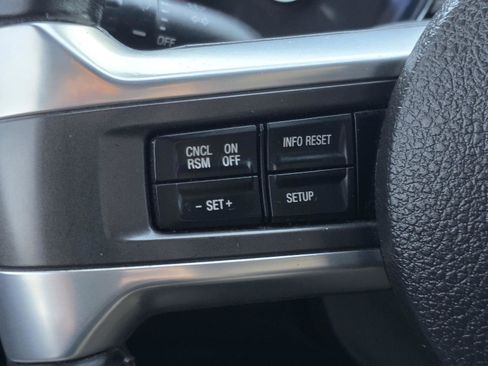 OFF
CNCL ON
RSM OFF
INFO RESET
- SET +
SETUP